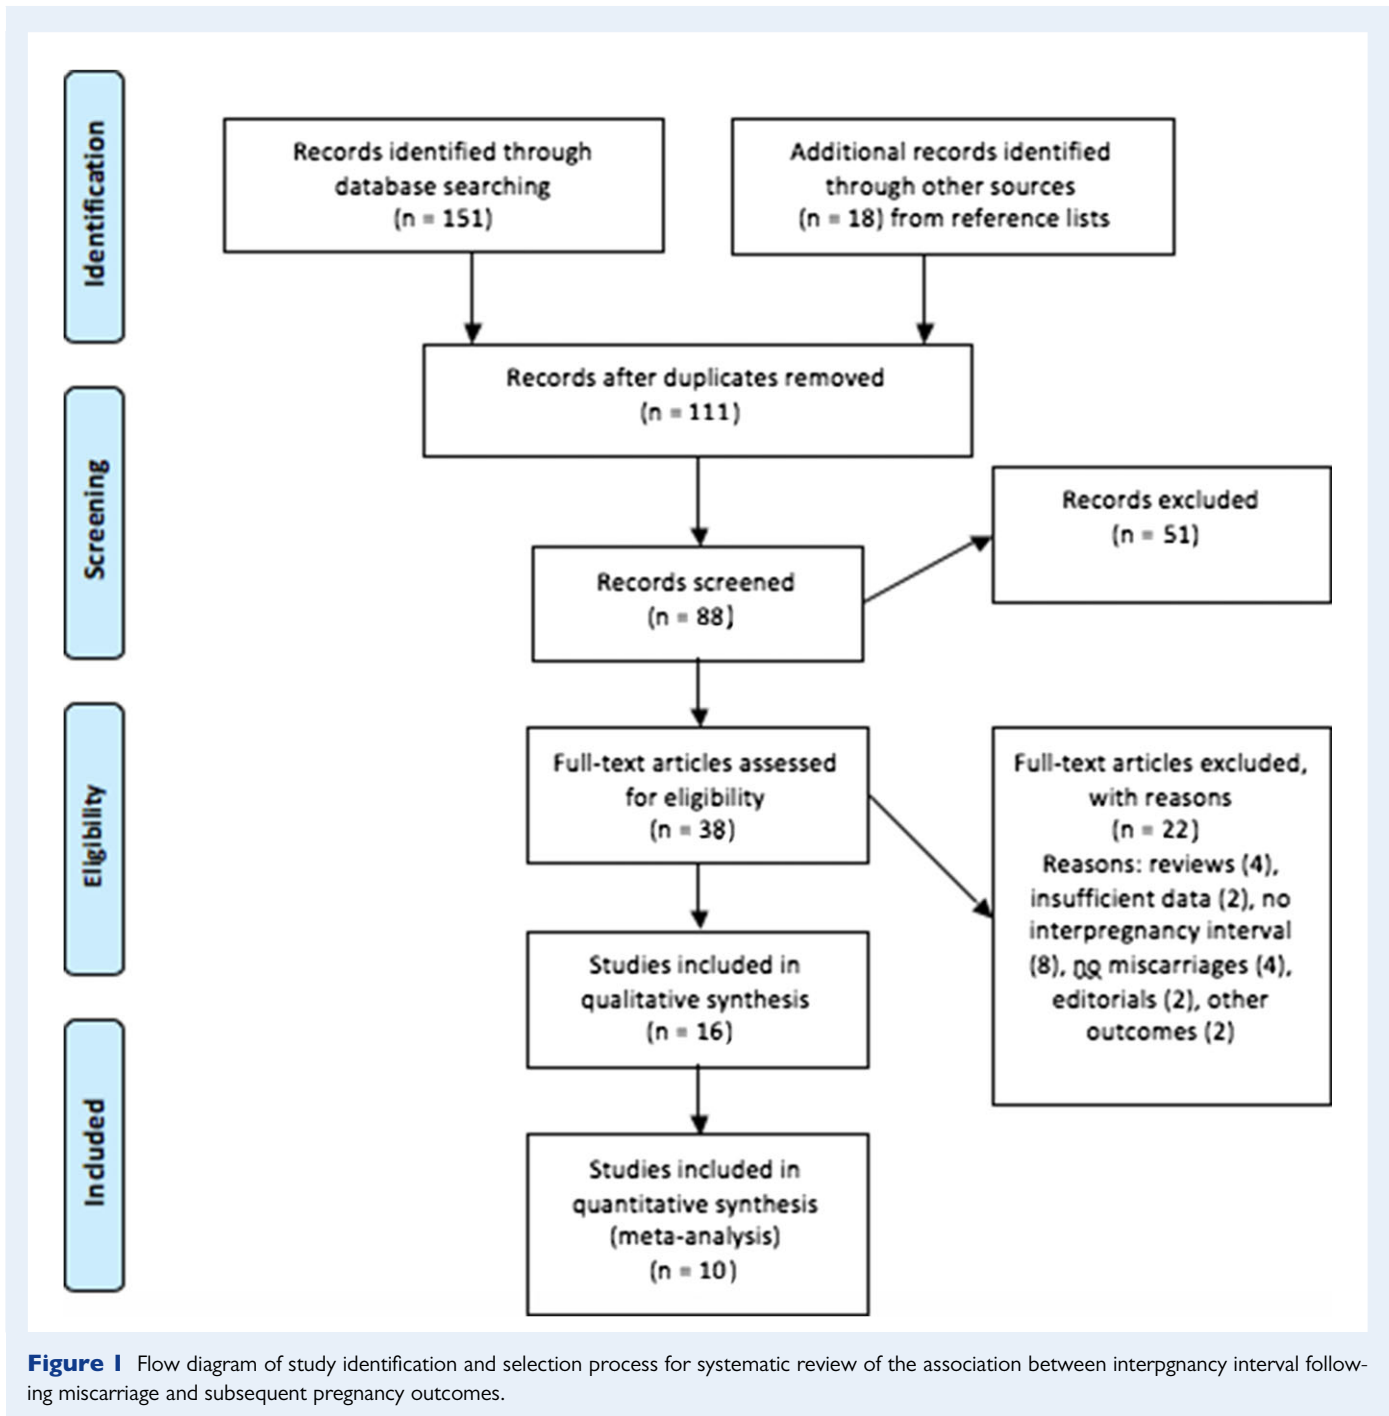 Identification
Records identified through
database searching
(n = 151)
Additional records identified
through other sources
(n = 18) from reference lists
Records after duplicates removed
(n = 111)
Screening
Records excluded
(n = 51)
Records screened
(n = 88)
Eligibility
Full-text articles assessed
for eligibility
(n = 38)
Full-text articles excluded,
with reasons
(n = 22)
Reasons: reviews (4),
insufficient data (2), no
interpregnancy interval
(8), no miscarriages (4),
editorials (2), other
outcomes (2)
Studies included in
qualitative synthesis
(n = 16)
Included
Studies included in
quantitative synthesis
(meta-analysis)
(n = 10)
Figure 1 Flow diagram of study identification and selection process for systematic review of the association between interpgnancy interval follow-
ing miscarriage and subsequent pregnancy outcomes.